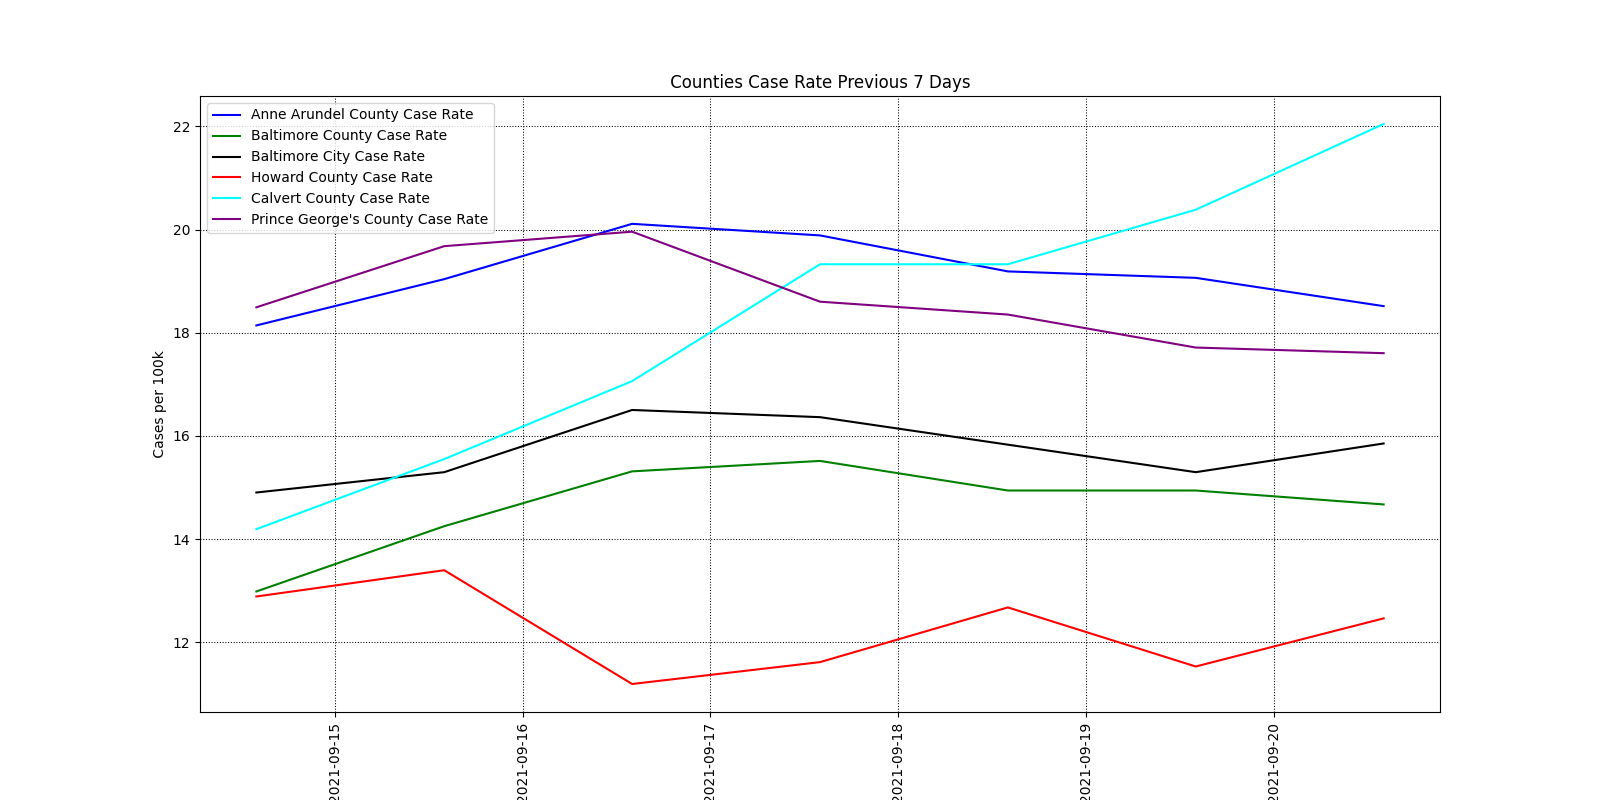 Counties Case Rate Previous 7 Days
Anne Arundel County Case Rate
Baltimore County Case Rate
Baltimore City Case Rate
Howard County Case Rate
Calvert County Case Rate
Prince George's County Case Rate
Cases per 100k
22
20
18
16
14
12
2021-09-15
2021-09-16
2021-09-17
2021-09-18
2021-09-19
2021-09-20